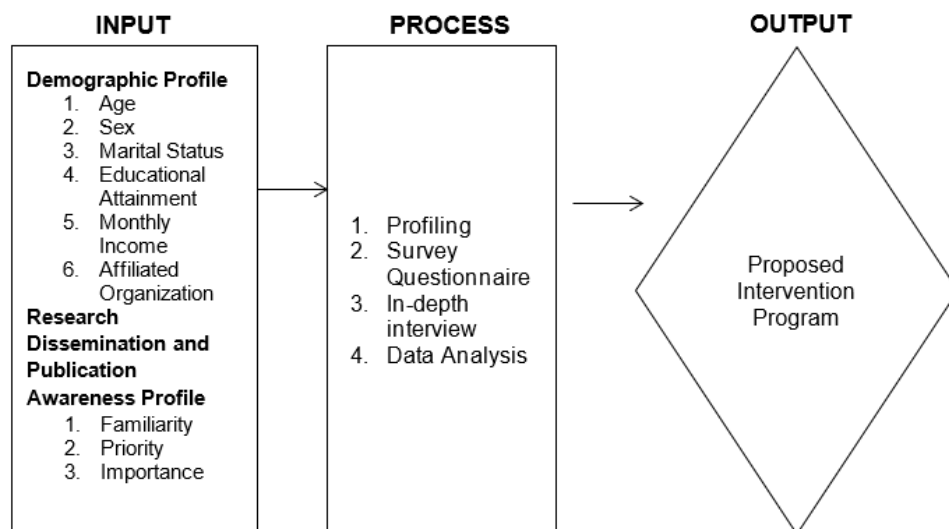 INPUT
Demographic Profile
1. Age
2. Sex
3. Marital Status
4. Educational
Attainment
5. Monthly
Income
6. Affiliated
Organization
Research
Dissemination and
Publication
Awareness Profile
1. Familiarity
2. Priority
3. Importance
PROCESS
1. Profiling
2. Survey
Questionnaire
3. In-depth
interview
4. Data Analysis
OUTPUT
Proposed
Intervention
Program